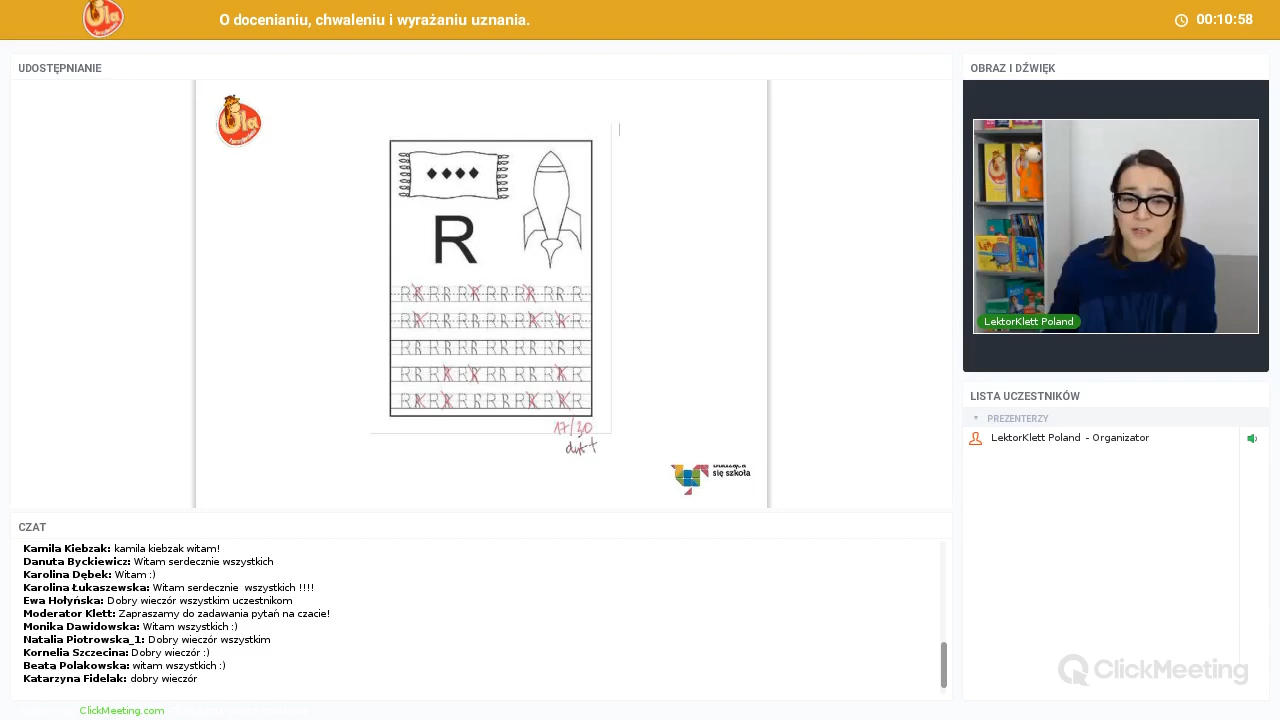 Ula
O docenianiu, chwaleniu i wyrażaniu uznania.
00:10:58
UDOSTĘPNIANIE
OBRAZ I DŹWIĘK
Ula
R
R R R R R R R R R R R R R
R R R R R R R R R R R R R
R R R R R R R R R R R R R
R R R R R R R R R R R R R
R R R R R R R R R R R R R
17/30
dst+
się szkoła
LektorKlett Poland
LISTA UCZESTNIKÓW
PREZENTERZY
LektorKlett Poland - Organizator
CZAT
Kamila Kiebzak: kamila kiebzak witam!
Danuta Byckiewicz: Witam serdecznie wszystkich
Karolina Dębek: Witam :)
Karolina Łukaszewska: Witam serdecznie wszystkich !!!!
Ewa Hołyńska: Dobry wieczór wszystkim uczestnikom
Moderator Klett: Zapraszamy do zadawania pytań na czacie!
Monika Dawidowska: Witam wszystkich :)
Natalia Piotrowska_1: Dobry wieczór wszystkim
Kornelia Szczecina: Dobry wieczór :)
Beata Polakowska: witam wszystkich :)
Katarzyna Fidelak: dobry wieczór
ClickMeeting
ClickMeeting.com